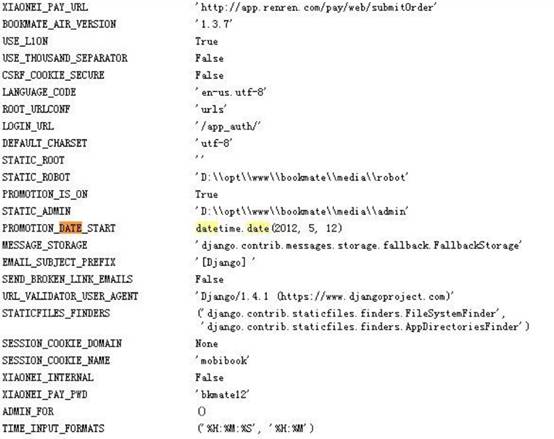 XIAONEI_PAY_URL 'http://app.renren.com/pay/web/submitOrder'
BOOKMATE_AIR_VERSION '1.3.7'
USE_L10N True
USE_THOUSAND_SEPARATOR False
CSRF_COOKIE_SECURE False
LANGUAGE_CODE 'en-us.utf-8'
ROOT_URLCONF 'urls'
LOGIN_URL '/app_auth/'
DEFAULT_CHARSET 'utf-8'
STATIC_ROOT ''
STATIC_ROBOT 'D:\\opt\\www\\bookmate\\media\\robot'
PROMOTION_IS_ON True
STATIC_ADMIN 'D:\\opt\\www\\bookmate\\media\\admin'
PROMOTION_DATE_START datetime.date(2012, 5, 12)
MESSAGE_STORAGE 'django.contrib.messages.storage.fallback.FallbackStorage'
EMAIL_SUBJECT_PREFIX '[Django] '
SEND_BROKEN_LINK_EMAILS False
URL_VALIDATOR_USER_AGENT 'Django/1.4.1 (https://www.djangoproject.com)'
STATICFILES_FINDERS ('django.contrib.staticfiles.finders.FileSystemFinder',
'django.contrib.staticfiles.finders.AppDirectoriesFinder')
SESSION_COOKIE_DOMAIN None
SESSION_COOKIE_NAME 'mobibook'
XIAONEI_INTERNAL False
XIAONEI_PAY_PWD 'bkmate12'
ADMIN_FOR ()
TIME_INPUT_FORMATS ('%H:%M:%S', '%H:%M')